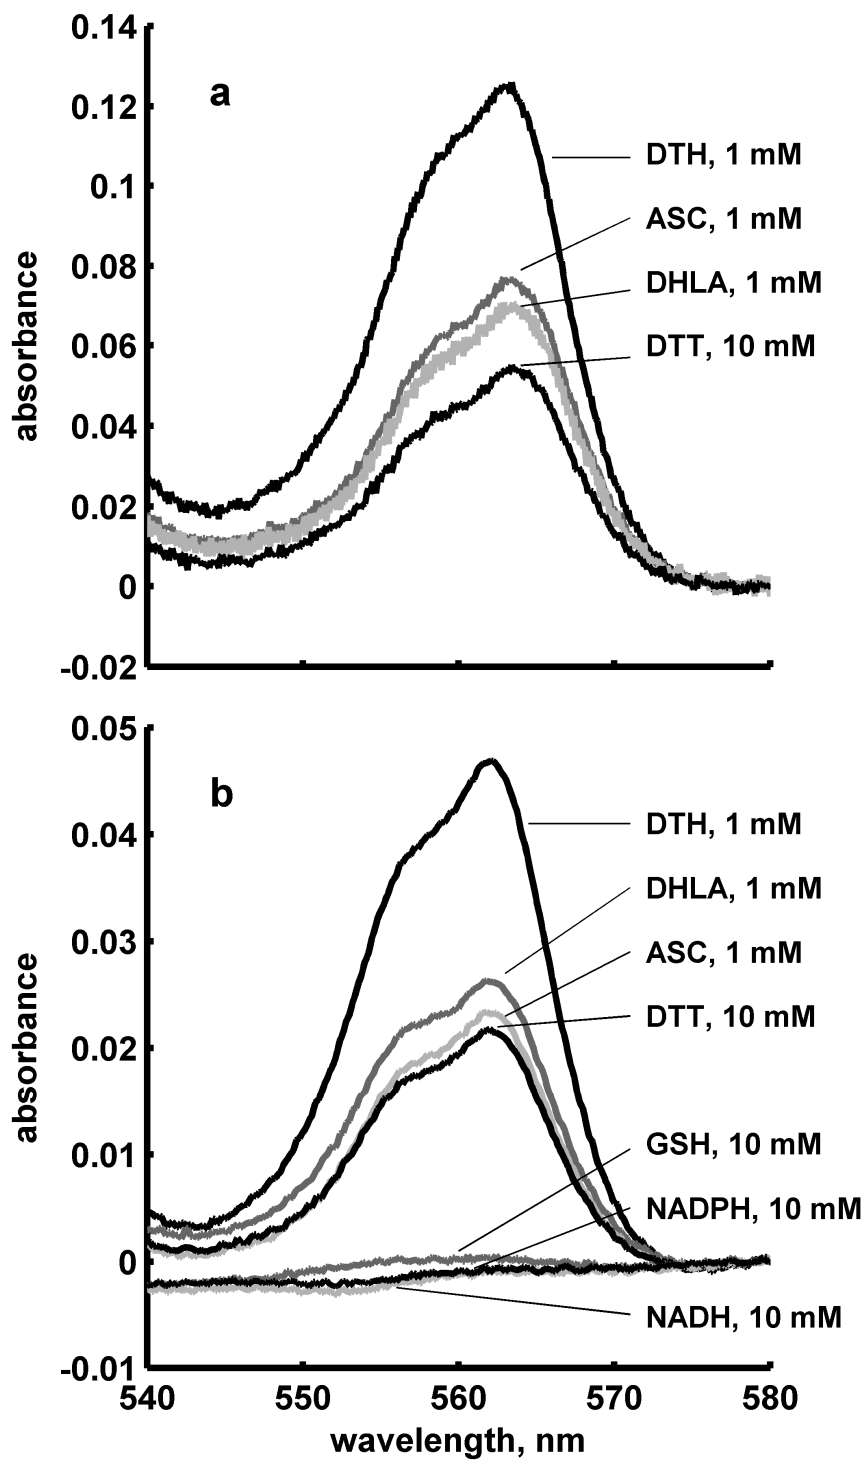 0.14
a
0.12
DTH, 1 mM
0.1
ASC, 1 mM
0.08
DHLA, 1 mM
0.06
DTT, 10 mM
0.04
0.02
0
-0.02
absorbance
0.05
b
0.04
DTH, 1 mM
DHLA, 1 mM
0.03
ASC, 1 mM
DTT, 10 mM
0.02
GSH, 10 mM
0.01
NADPH, 10 mM
0
NADH, 10 mM
-0.01
absorbance
540 550 560 570 580
wavelength, nm